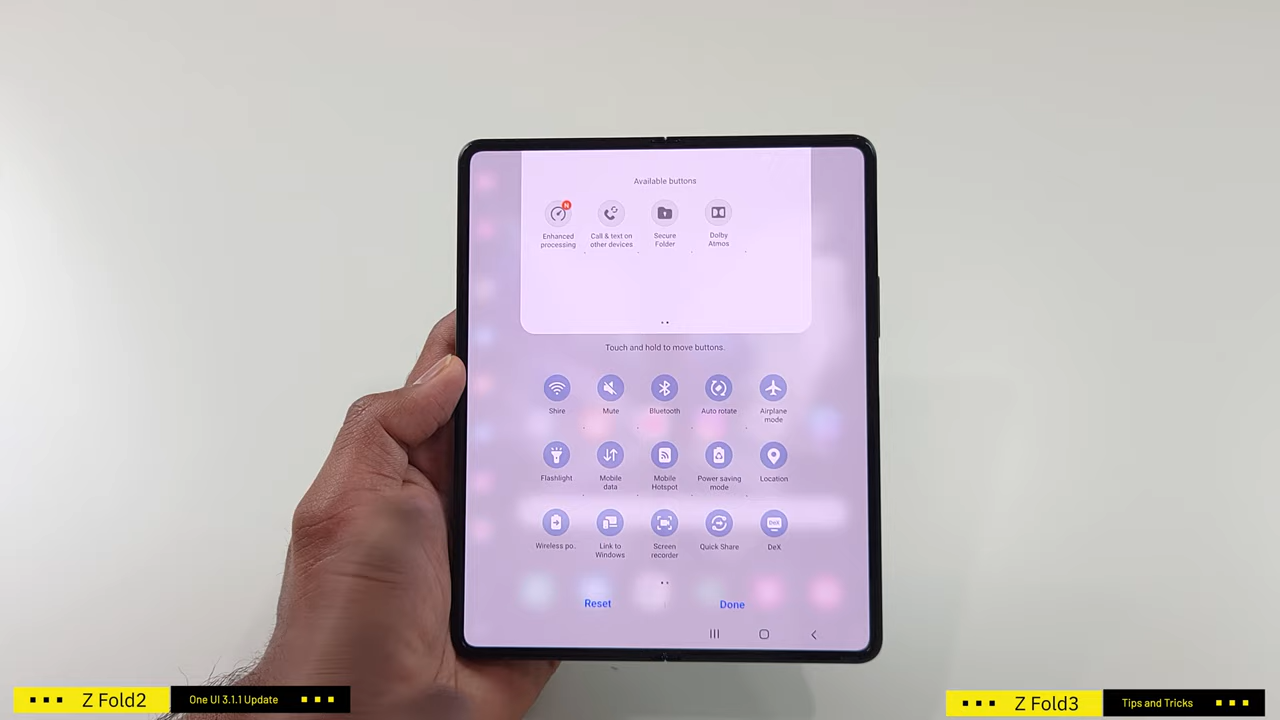 Available buttons
N
Enhanced
processing
Call & text on
other devices
Secure
Folder
Dolby
Atmos
Touch and hold to move buttons.
Shire
Mute
Bluetooth
Auto rotate
Airplane
mode
Flashlight
Mobile
data
Mobile
Hotspot
Power saving
mode
Location
Wireless po..
Link to
Windows
Screen
recorder
Quick Share
DeX
DeX
Reset
Done
Z Fold2
One UI 3.1.1 Update
Z Fold3
Tips and Tricks